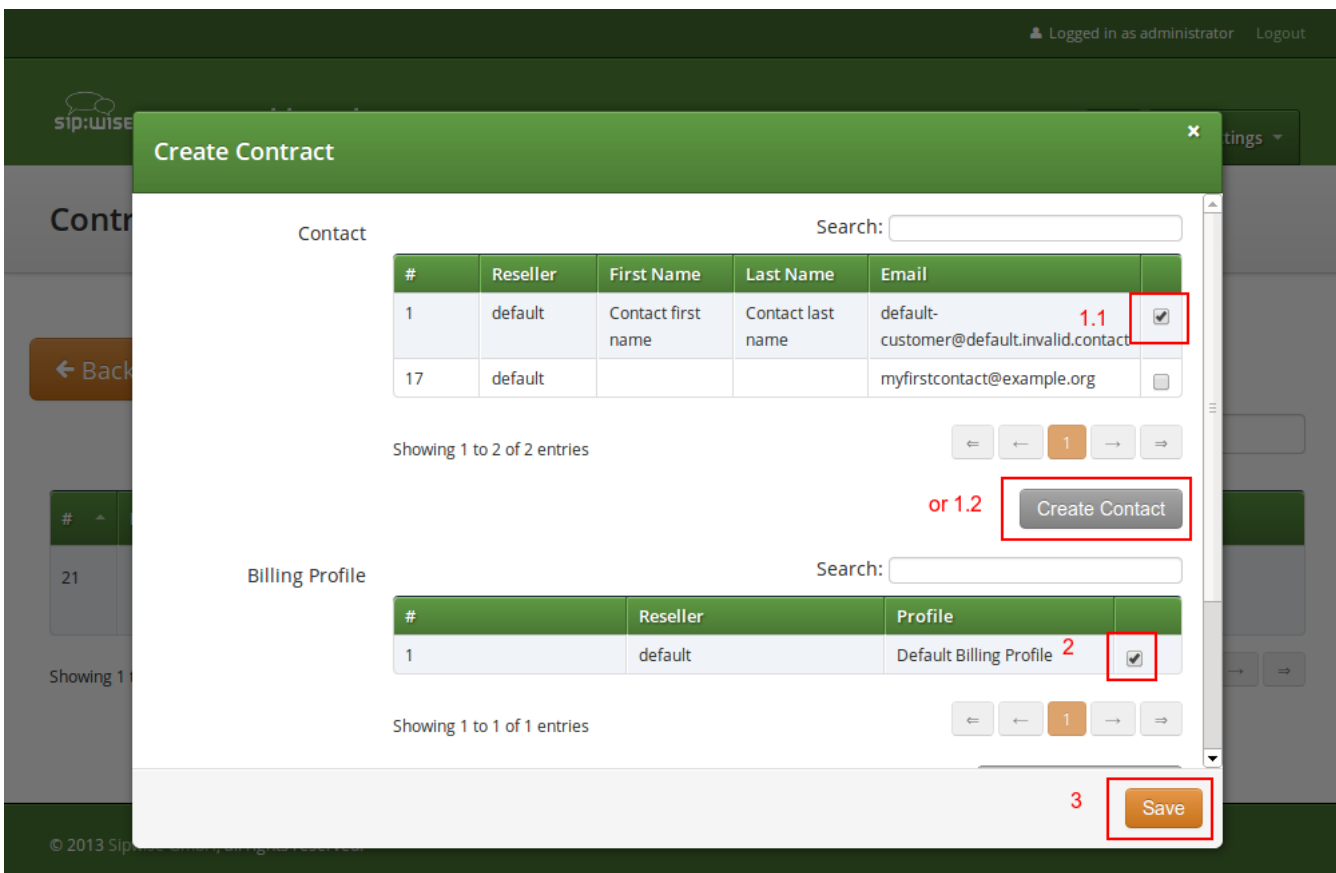 Logged in as administrator Logout
sip:wise
tings
Create Contract ×
Contr
Contact Search:
# Reseller First Name Last Name Email
1 default Contact first name Contact last name default-customer@default.invalid.contact 1.1
17 default myfirstcontact@example.org
← Back
Showing 1 to 2 of 2 entries ⇐ ← 1 → ⇒
or 1.2 Create Contact
#
21
Billing Profile Search:
# Reseller Profile
1 default Default Billing Profile 2
Showing 1
Showing 1 to 1 of 1 entries ⇐ ← 1 → ⇒
→ ⇒
3 Save
© 2013 Sip